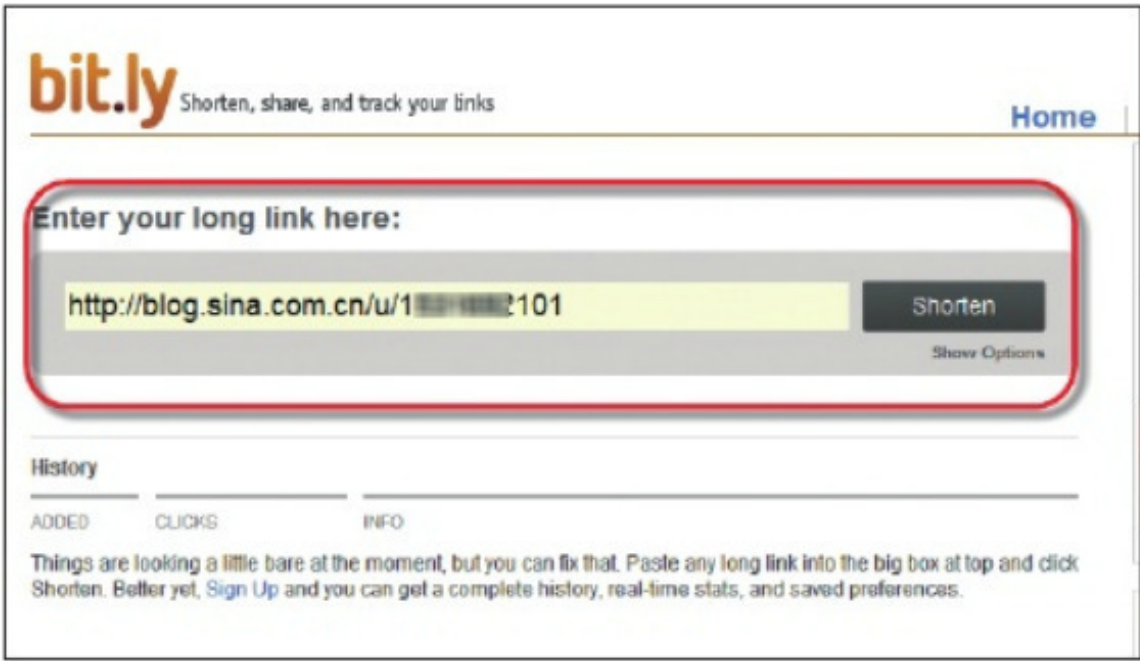 bit.ly Shorten, share, and track your links
Home
Enter your long link here:
http://blog.sina.com.cn/u/1 2101
Shorten
Show Options
History
ADDED CLICKS INFO
Things are looking a little bare at the moment, but you can fix that. Paste any long link into the big box at top and click
Shorten. Better yet, Sign Up and you can get a complete history, real-time stats, and saved preferences.